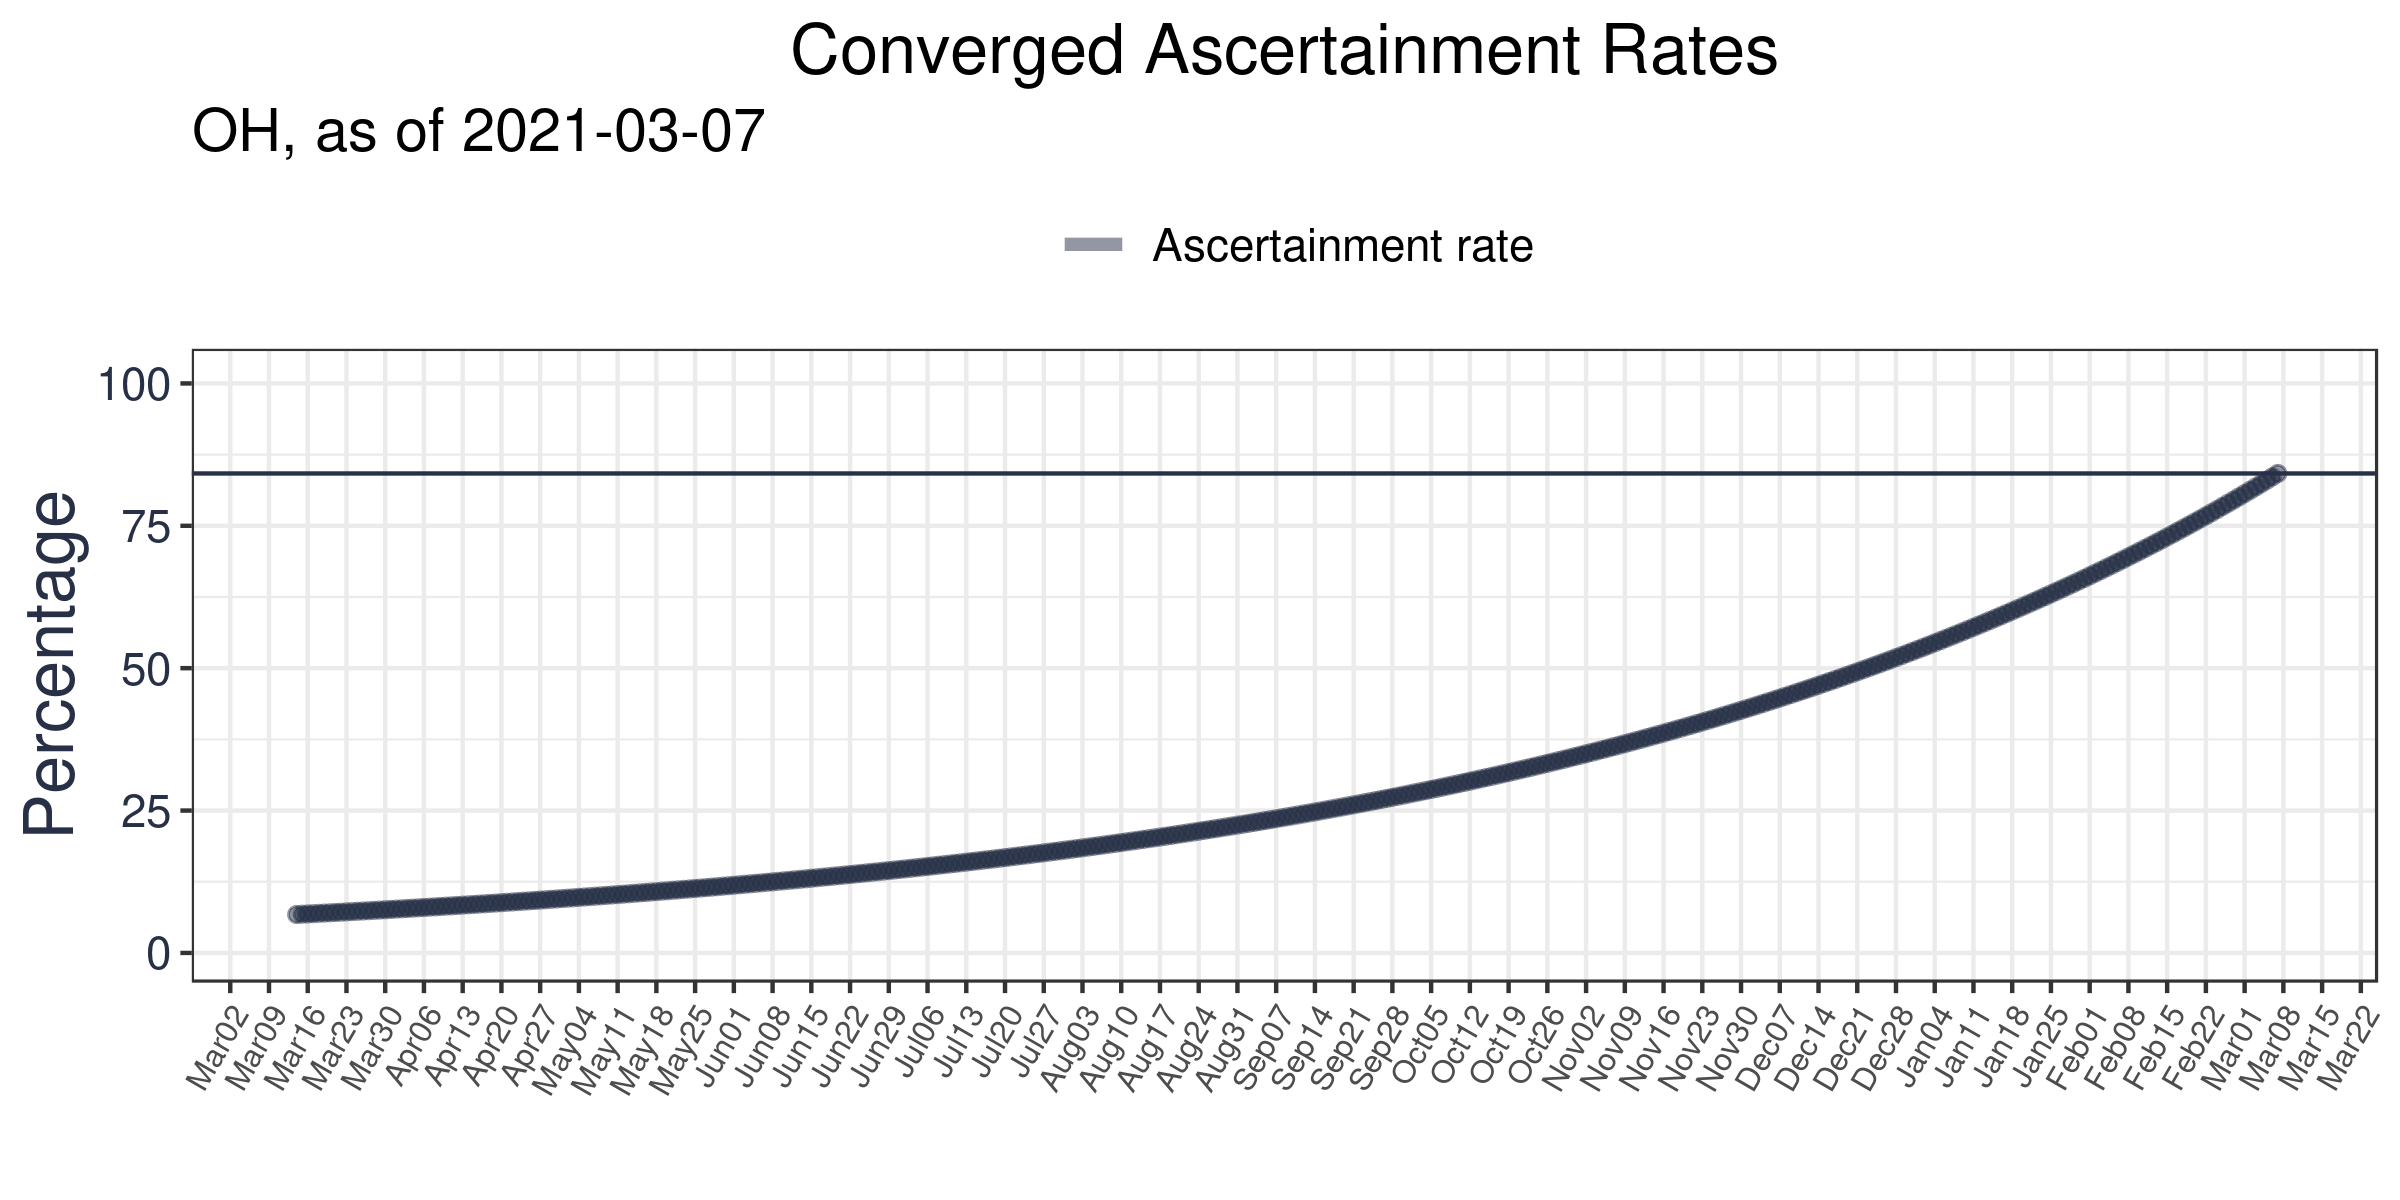 Converged Ascertainment Rates
OH, as of 2021-03-07
Ascertainment rate
Percentage
100
75
50
25
0
Mar02 Mar09 Mar16 Mar23 Mar30 Apr06 Apr13 Apr20 Apr27 May04 May11 May18 May25 Jun01 Jun08 Jun15 Jun22 Jun29 Jul06 Jul13 Jul20 Jul27 Aug03 Aug10 Aug17 Aug24 Aug31 Sep07 Sep14 Sep21 Sep28 Oct05 Oct12 Oct19 Oct26 Nov02 Nov09 Nov16 Nov23 Nov30 Dec07 Dec14 Dec21 Dec28 Jan04 Jan11 Jan18 Jan25 Feb01 Feb08 Feb15 Feb22 Mar01 Mar08 Mar15 Mar22